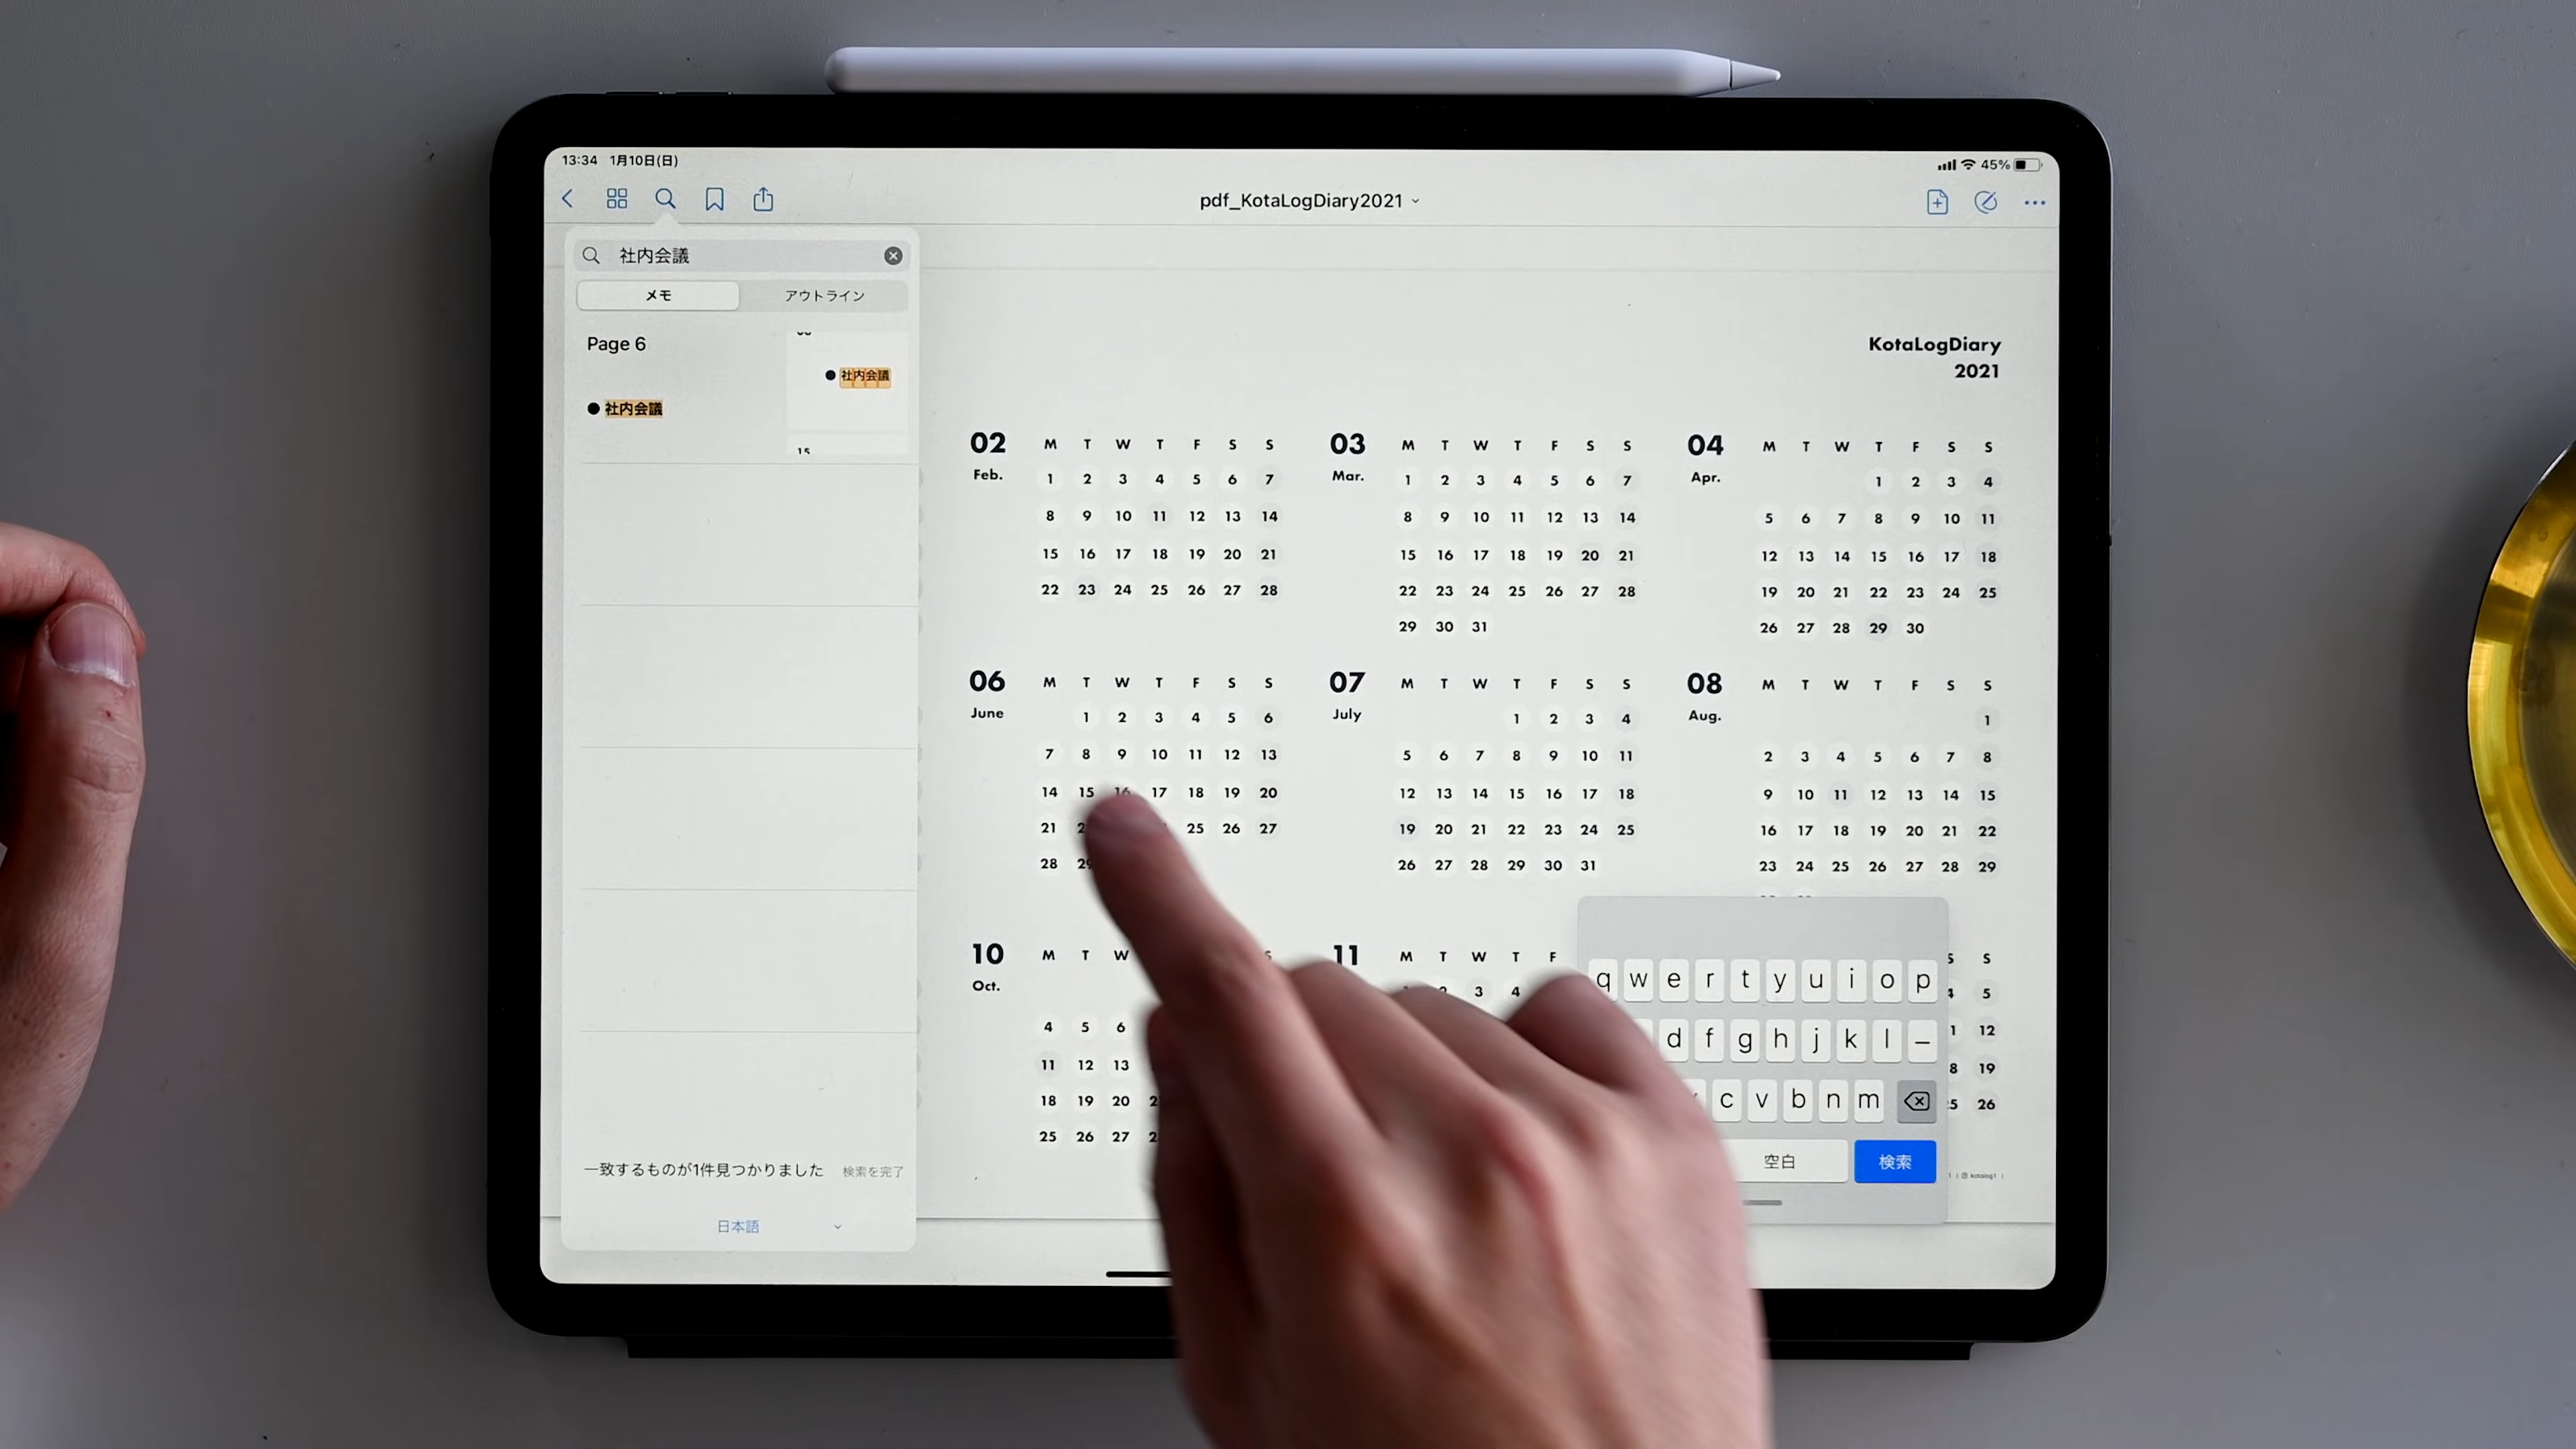 13:34 1月10日(日)
45%
pdf_KotaLogDiary2021
社内会議
メモ アウトライン
Page 6
● 社内会議
● 社内会議
15
一致するものが1件見つかりました 検索を完了
日本語
KotaLogDiary
2021
02 M T W T F S S
Feb. 1 2 3 4 5 6 7
8 9 10 11 12 13 14
15 16 17 18 19 20 21
22 23 24 25 26 27 28
03 M T W T F S S
Mar. 1 2 3 4 5 6 7
8 9 10 11 12 13 14
15 16 17 18 19 20 21
22 23 24 25 26 27 28
29 30 31
04 M T W T F S S
Apr. 1 2 3 4
5 6 7 8 9 10 11
12 13 14 15 16 17 18
19 20 21 22 23 24 25
26 27 28 29 30
06 M T W T F S S
June 1 2 3 4 5 6
7 8 9 10 11 12 13
14 15 16 17 18 19 20
21 25 26 27
28 29
07 M T W T F S S
July 1 2 3 4
5 6 7 8 9 10 11
12 13 14 15 16 17 18
19 20 21 22 23 24 25
26 27 28 29 30 31
08 M T W T F S S
Aug. 1
2 3 4 5 6 7 8
9 10 11 12 13 14 15
16 17 18 19 20 21 22
23 24 25 26 27 28 29
10 M T W S
Oct.
4 5 6
11 12 13
18 19 20
25 26 27
11 M T W T F
3 4
S S
5
12
19
26
q w e r t y u i o p
d f g h j k l –
c v b n m
空白 検索
kotalog1